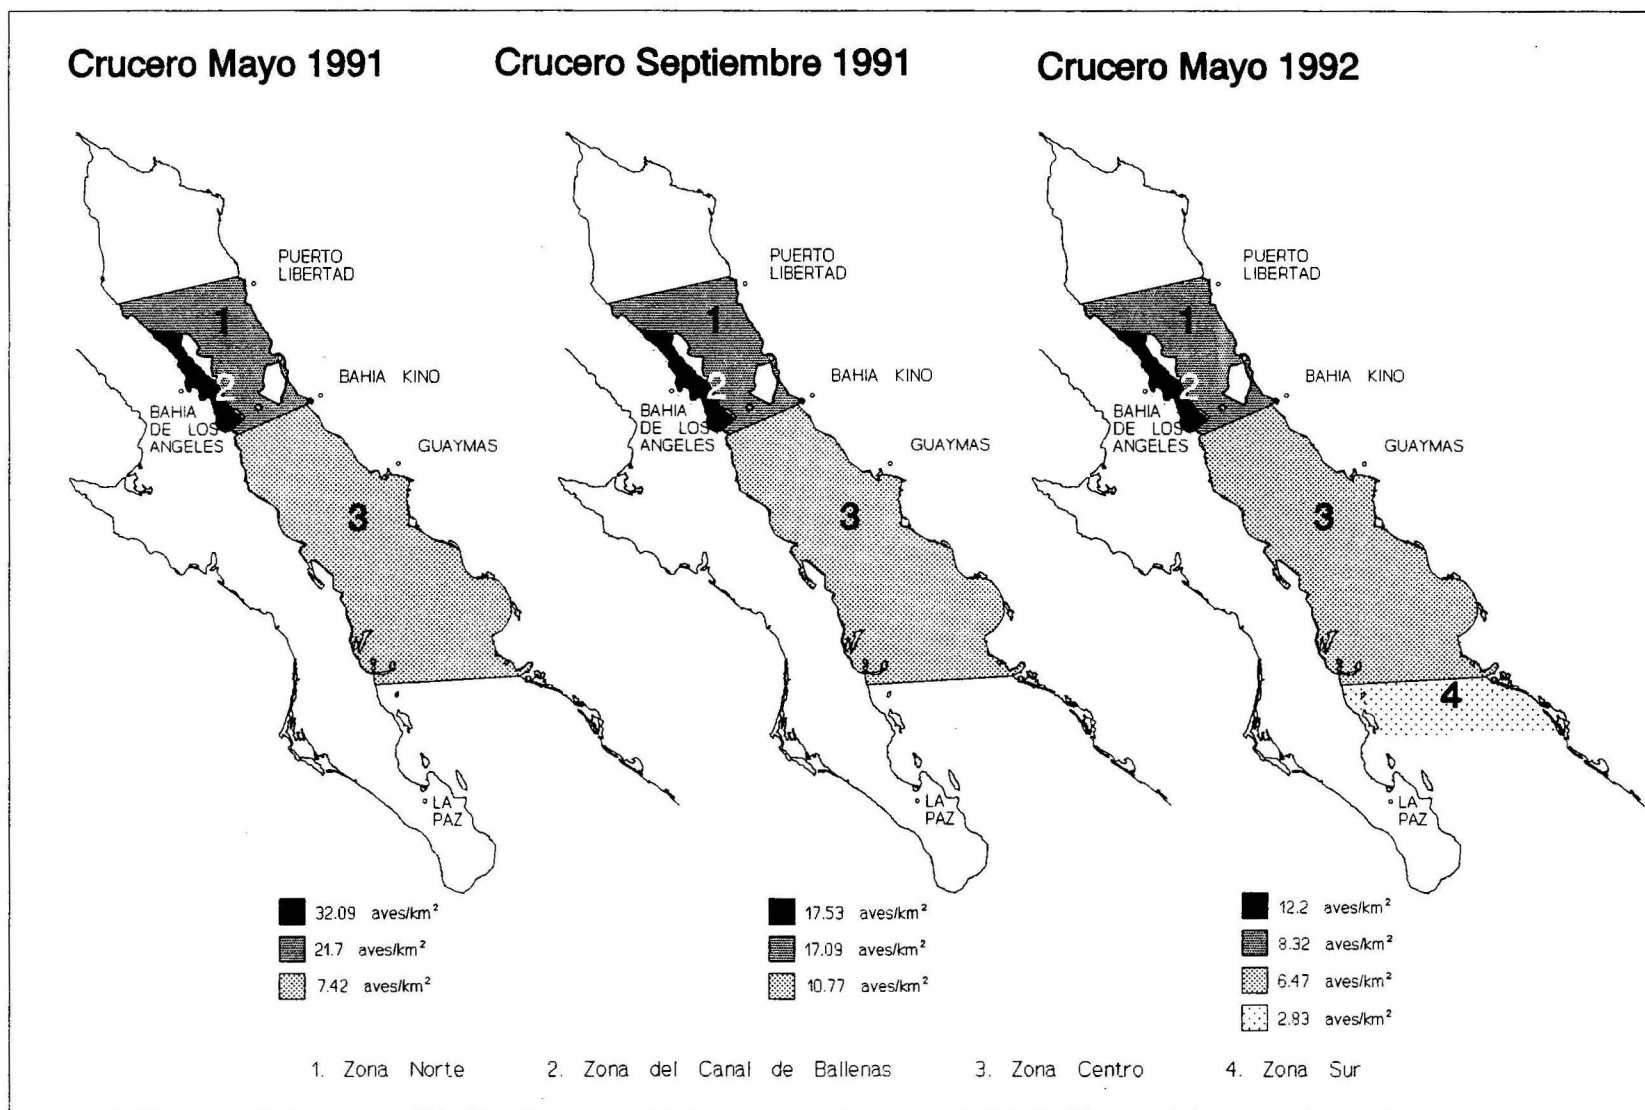 Crucero Mayo 1991
PUERTO
LIBERTAD
1
BAHIA KINO
2
BAHIA
DE LOS
ANGELES
GUAYMAS
3
LA
PAZ
32.09 aves/km²
21.7 aves/km²
7.42 aves/km²
Crucero Septiembre 1991
PUERTO
LIBERTAD
1
BAHIA KINO
2
BAHIA
DE LOS
ANGELES
GUAYMAS
3
LA
PAZ
17.53 aves/km²
17.09 aves/km²
10.77 aves/km²
Crucero Mayo 1992
PUERTO
LIBERTAD
1
BAHIA KINO
2
BAHIA
DE LOS
ANGELES
GUAYMAS
3
4
LA
PAZ
12.2 aves/km²
8.32 aves/km²
6.47 aves/km²
2.83 aves/km²
1. Zona Norte 2. Zona del Canal de Ballenas 3. Zona Centro 4. Zona Sur